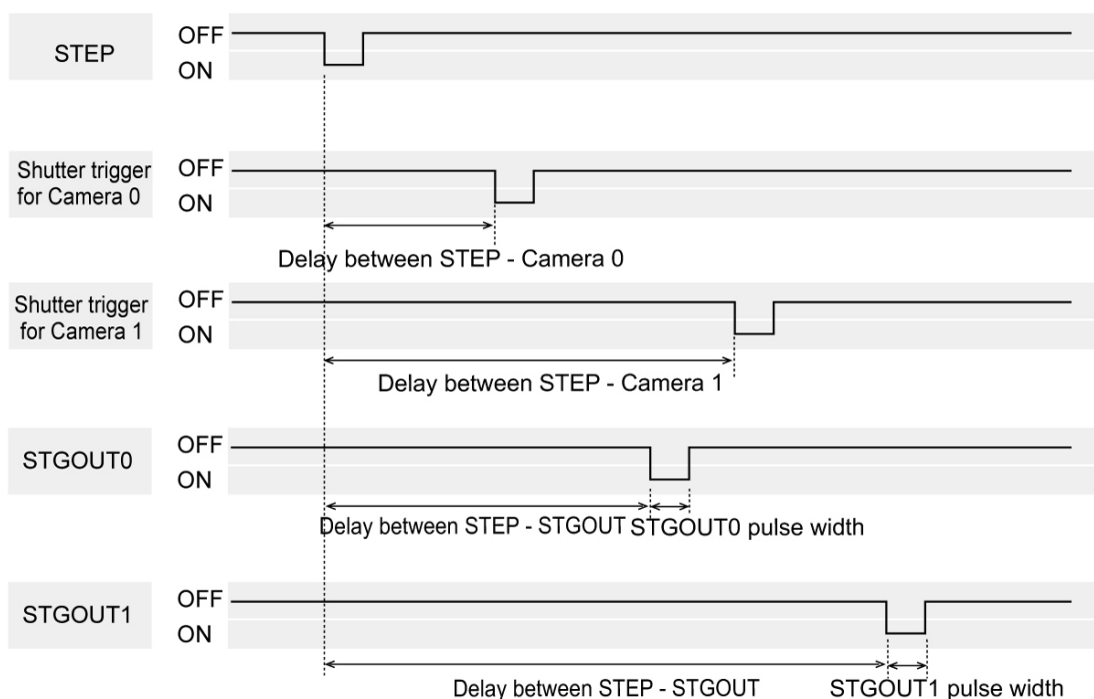 STEP
OFF
ON
Shutter trigger
for Camera 0
OFF
ON
Delay between STEP - Camera 0
Shutter trigger
for Camera 1
OFF
ON
Delay between STEP - Camera 1
STGOUT0
OFF
ON
Delay between STEP - STGOUT STGOUT0 pulse width
STGOUT1
OFF
ON
Delay between STEP - STGOUT STGOUT1 pulse width